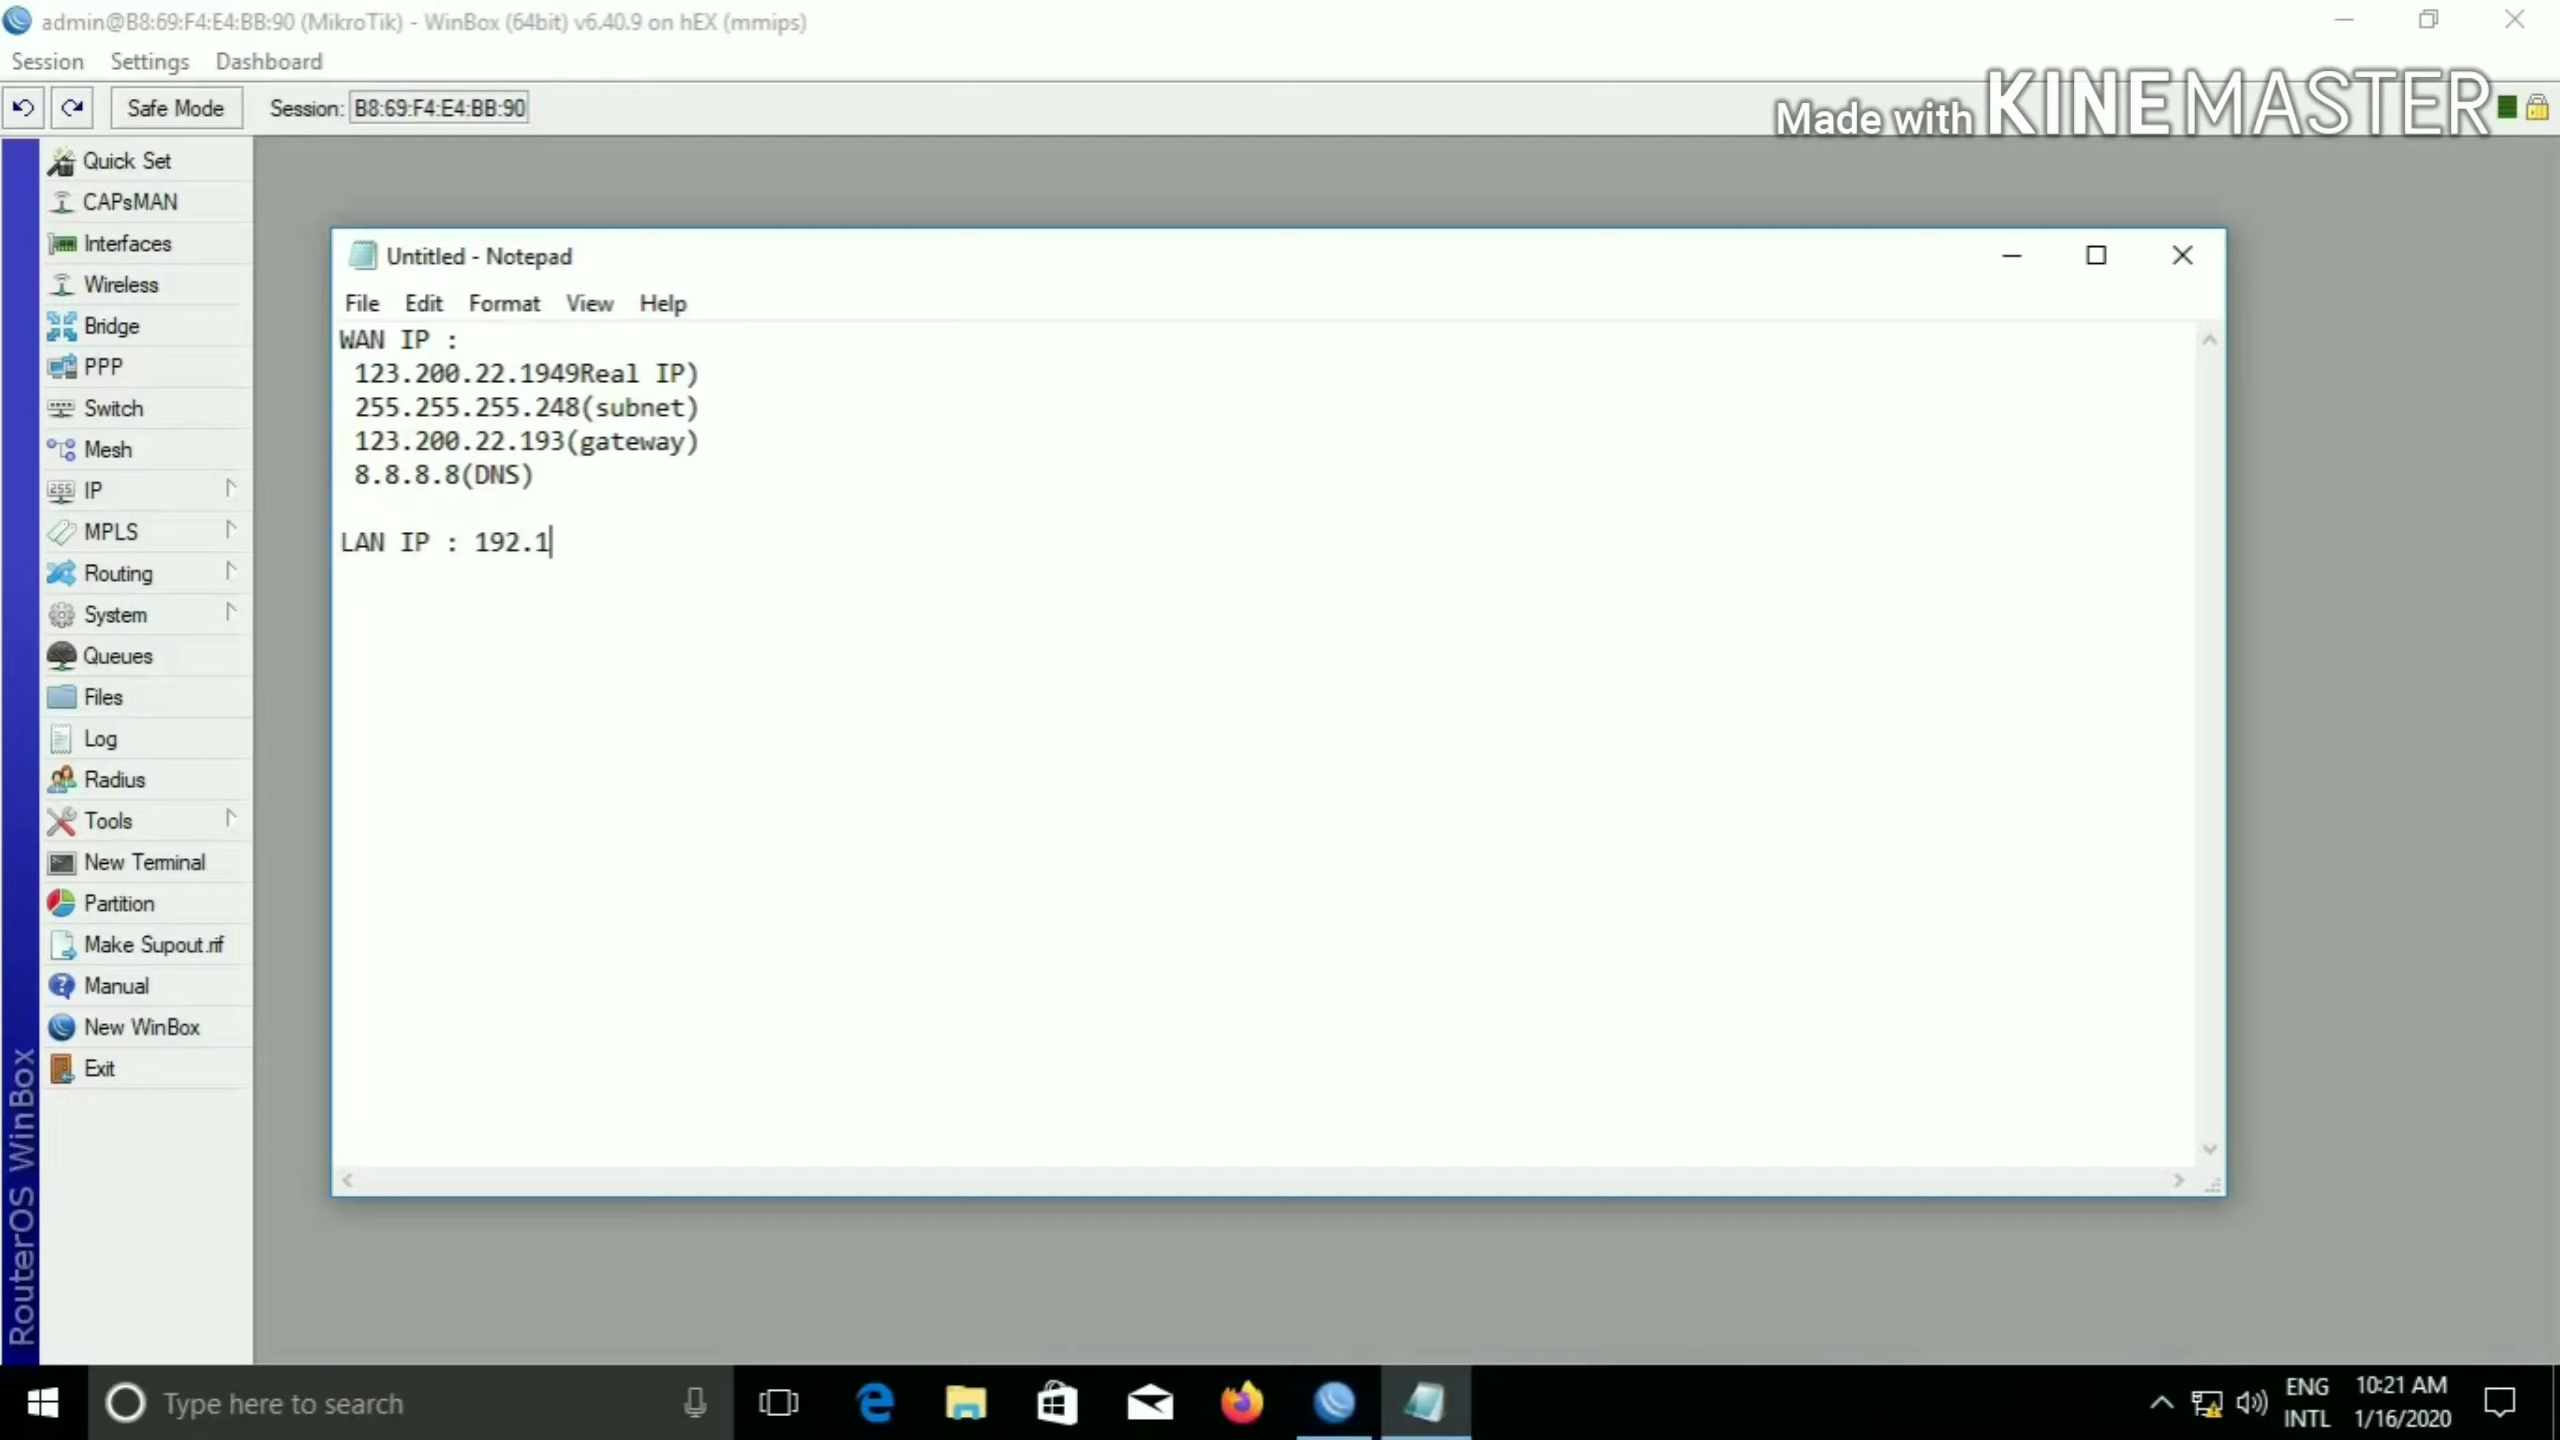 admin@B8:69:F4:E4:BB:90 (MikroTik) - WinBox (64bit) v6.40.9 on hEX (mmips)
Session Settings Dashboard
Safe Mode Session: B8:69:F4:E4:BB:90
Made with KINEMASTER
Quick Set
CAPsMAN
Interfaces
Wireless
Bridge
PPP
Switch
Mesh
255 IP
MPLS
Routing
System
Queues
Files
Log
Radius
Tools
New Terminal
Partition
Make Supout.rif
Manual
New WinBox
Exit
RouterOS WinBox
Untitled - Notepad
File Edit Format View Help
WAN IP :
123.200.22.1949Real IP)
255.255.255.248(subnet)
123.200.22.193(gateway)
8.8.8.8(DNS)
LAN IP : 192.1
Type here to search
ENG
INTL
10:21 AM
1/16/2020